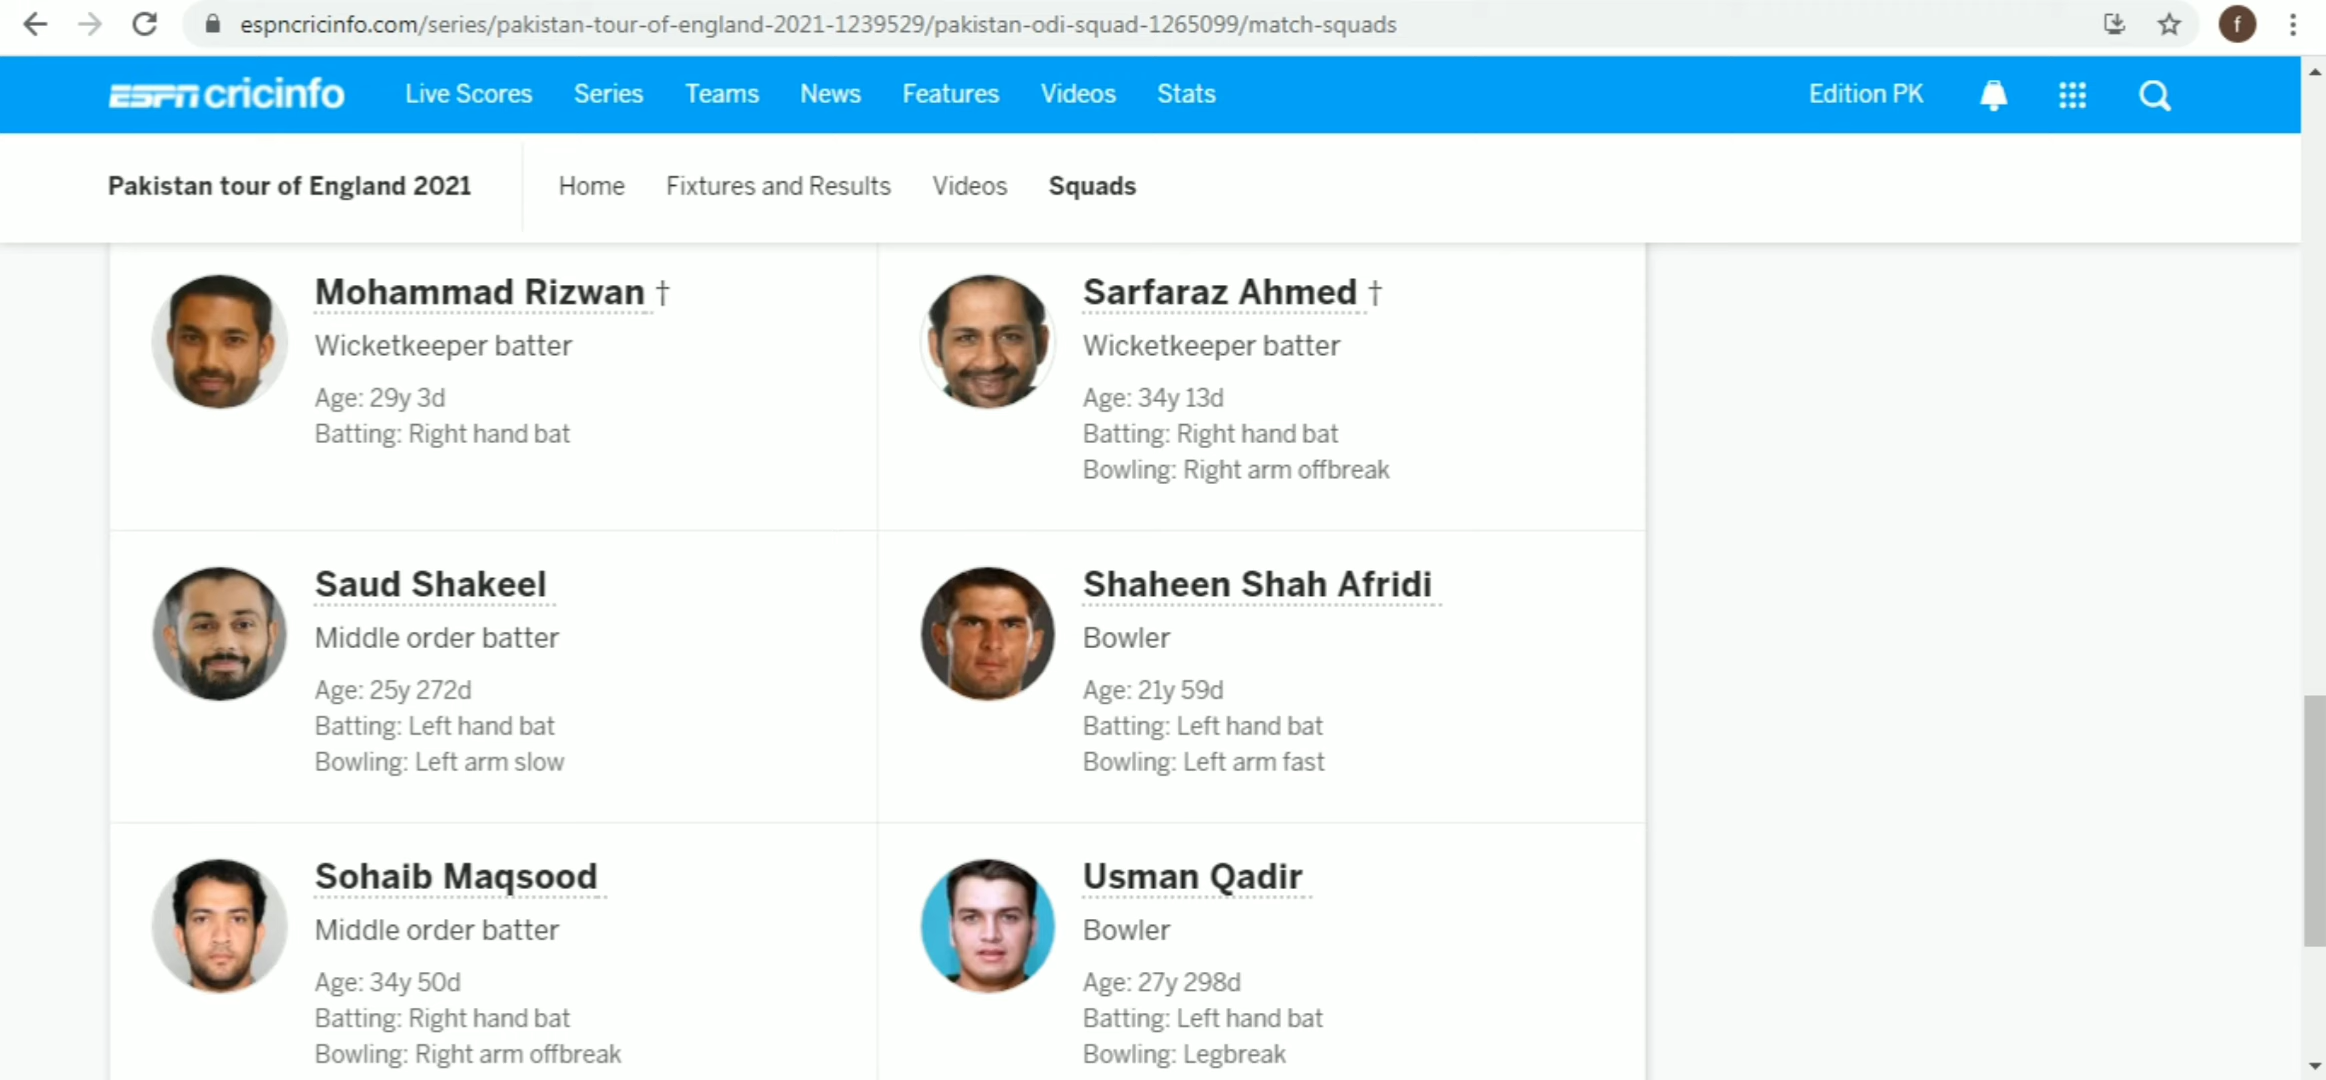 espncricinfo.com/series/pakistan-tour-of-england-2021-1239529/pakistan-odi-squad-1265099/match-squads
f
ESPN cricinfo Live Scores Series Teams News Features Videos Stats Edition PK
Pakistan tour of England 2021 Home Fixtures and Results Videos Squads
Mohammad Rizwan †
Wicketkeeper batter
Age: 29y 3d
Batting: Right hand bat
Sarfaraz Ahmed †
Wicketkeeper batter
Age: 34y 13d
Batting: Right hand bat
Bowling: Right arm offbreak
Saud Shakeel
Middle order batter
Age: 25y 272d
Batting: Left hand bat
Bowling: Left arm slow
Shaheen Shah Afridi
Bowler
Age: 21y 59d
Batting: Left hand bat
Bowling: Left arm fast
Sohaib Maqsood
Middle order batter
Age: 34y 50d
Batting: Right hand bat
Bowling: Right arm offbreak
Usman Qadir
Bowler
Age: 27y 298d
Batting: Left hand bat
Bowling: Legbreak